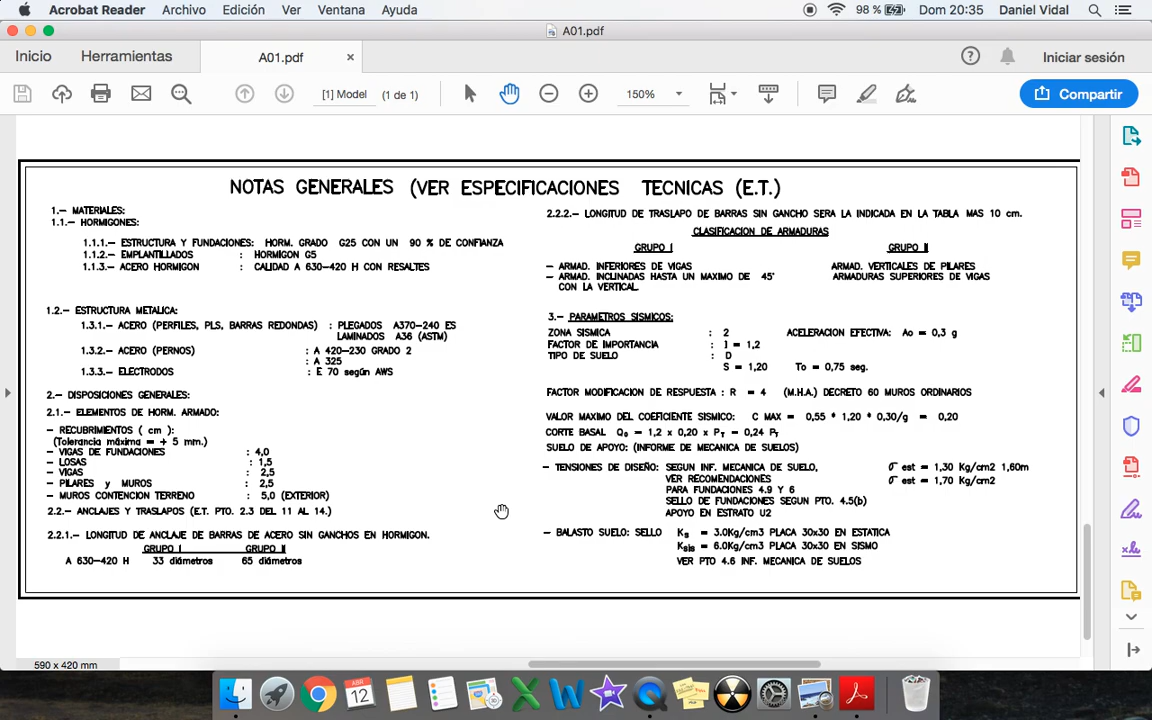 Acrobat Reader Archivo Edición Ver Ventana Ayuda 98 % Dom 20:35 Daniel Vidal
A01.pdf
Inicio Herramientas A01.pdf × Iniciar sesión
[1] Model (1 de 1) 150% Compartir
NOTAS GENERALES (VER ESPECIFICACIONES TECNICAS (E.T.)
1.- MATERIALES:
1.1.- HORMIGONES:
1.1.1.- ESTRUCTURA Y FUNDACIONES: HORM. GRADO G25 CON UN 90 % DE CONFIANZA
1.1.2.- EMPLANTILLADOS : HORMIGON G5
1.1.3.- ACERO HORMIGON : CALIDAD A 630-420 H CON RESALTES
1.2.- ESTRUCTURA METALICA:
1.3.1.- ACERO (PERFILES, PLS, BARRAS REDONDAS) : PLEGADOS A370-240 ES
LAMINADOS A36 (ASTM)
1.3.2.- ACERO (PERNOS) : A 420-230 GRADO 2
: A 325
1.3.3.- ELECTRODOS : E 70 según AWS
2.- DISPOSICIONES GENERALES:
2.1.- ELEMENTOS DE HORM. ARMADO:
- RECUBRIMIENTOS ( cm ):
(Tolerancia máxima = + 5 mm.)
- VIGAS DE FUNDACIONES : 4,0
- LOSAS : 1,5
- VIGAS : 2,5
- PILARES y MUROS : 2,5
- MUROS CONTENCION TERRENO : 5,0 (EXTERIOR)
2.2.- ANCLAJES Y TRASLAPOS (E.T. PTO. 2.3 DEL 11 AL 14.)
2.2.1.- LONGITUD DE ANCLAJE DE BARRAS DE ACERO SIN GANCHOS EN HORMIGON.
GRUPO I GRUPO II
A 630-420 H 33 diámetros 65 diámetros
2.2.2.- LONGITUD DE TRASLAPO DE BARRAS SIN GANCHO SERA LA INDICADA EN LA TABLA MAS 10 cm.
CLASIFICACION DE ARMADURAS
GRUPO I GRUPO II
- ARMAD. INFERIORES DE VIGAS ARMAD. VERTICALES DE PILARES
- ARMAD. INCLINADAS HASTA UN MAXIMO DE 45° ARMADURAS SUPERIORES DE VIGAS
CON LA VERTICAL.
3.- PARAMETROS SISMICOS:
ZONA SISMICA : 2 ACELERACION EFECTIVA: Ao = 0,3 g
FACTOR DE IMPORTANCIA : I = 1,2
TIPO DE SUELO : D
S = 1,20 To = 0,75 seg.
FACTOR MODIFICACION DE RESPUESTA : R = 4 (M.H.A.) DECRETO 60 MUROS ORDINARIOS
VALOR MAXIMO DEL COEFICIENTE SISMICO: C MAX = 0,55 * 1,20 * 0,30/g = 0,20
CORTE BASAL Q₀ = 1,2 x 0,20 x PT = 0,24 PT
SUELO DE APOYO: (INFORME DE MECANICA DE SUELOS)
- TENSIONES DE DISEÑO: SEGUN INF. MECANICA DE SUELO, σ est = 1,30 Kg/cm2 1,60m
VER RECOMENDACIONES σ est = 1,70 Kg/cm2
PARA FUNDACIONES 4.9 Y 6
SELLO DE FUNDACIONES SEGUN PTO. 4.5(b)
APOYO EN ESTRATO U2
- BALASTO SUELO: SELLO Ks = 3.0Kg/cm3 PLACA 30x30 EN ESTATICA
Ksis = 6.0Kg/cm3 PLACA 30x30 EN SISMO
VER PTO 4.6 INF. MECANICA DE SUELOS
590 x 420 mm
ABR
12